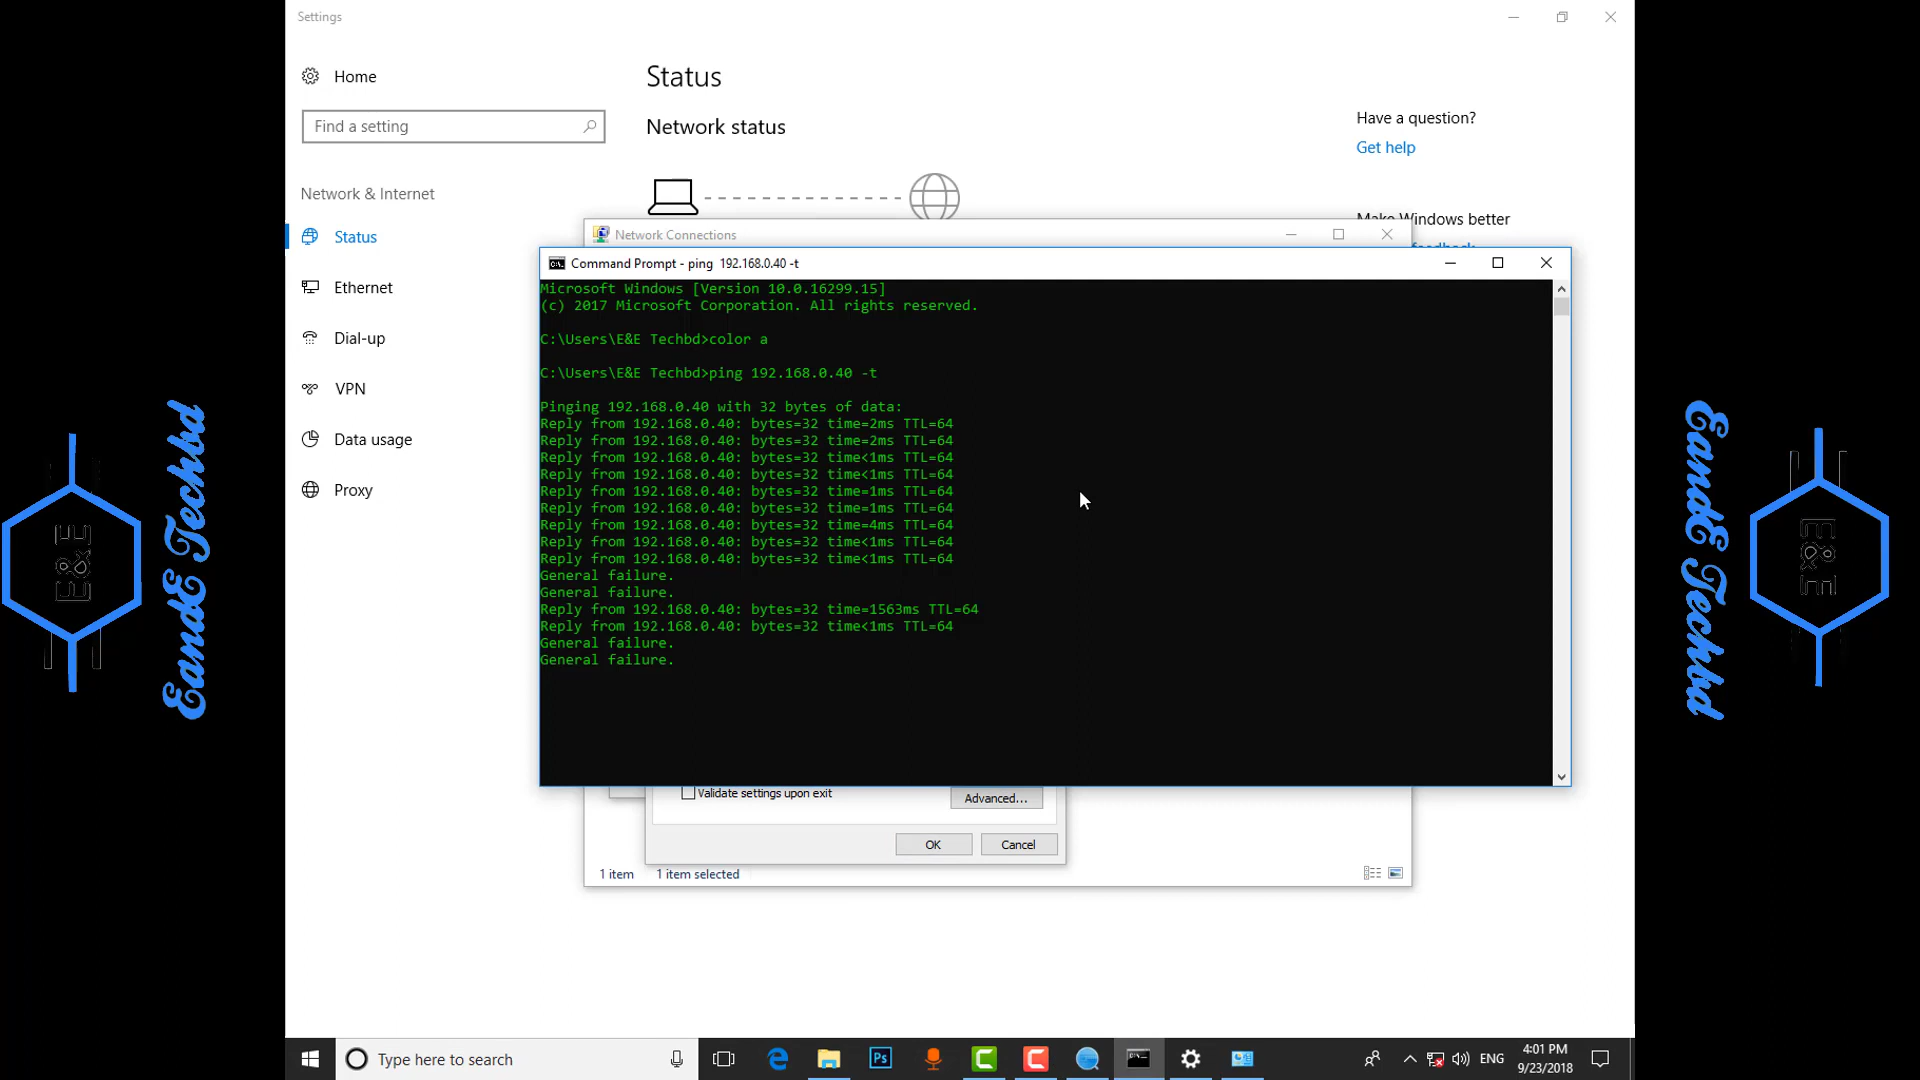 Settings
Home
Find a setting
Network & Internet
Status
Ethernet
Dial-up
VPN
Data usage
Proxy
Status
Network status
Have a question?
Get help
Make Windows better
feedback
Network Connections
Command Prompt - ping  192.168.0.40 -t
Microsoft Windows [Version 10.0.16299.15]
(c) 2017 Microsoft Corporation. All rights reserved.
C:\Users\E&E Techbd>color a
C:\Users\E&E Techbd>ping 192.168.0.40 -t
Pinging 192.168.0.40 with 32 bytes of data:
Reply from 192.168.0.40: bytes=32 time=2ms TTL=64
Reply from 192.168.0.40: bytes=32 time=2ms TTL=64
Reply from 192.168.0.40: bytes=32 time<1ms TTL=64
Reply from 192.168.0.40: bytes=32 time<1ms TTL=64
Reply from 192.168.0.40: bytes=32 time=1ms TTL=64
Reply from 192.168.0.40: bytes=32 time=1ms TTL=64
Reply from 192.168.0.40: bytes=32 time=4ms TTL=64
Reply from 192.168.0.40: bytes=32 time<1ms TTL=64
Reply from 192.168.0.40: bytes=32 time<1ms TTL=64
General failure.
General failure.
Reply from 192.168.0.40: bytes=32 time=1563ms TTL=64
Reply from 192.168.0.40: bytes=32 time<1ms TTL=64
General failure.
General failure.
Validate settings upon exit
Advanced...
OK
Cancel
1 item
1 item selected
Type here to search
Ps
ENG
4:01 PM
9/23/2018
E&E
EandE Techbd
EandE Techbd
E&E